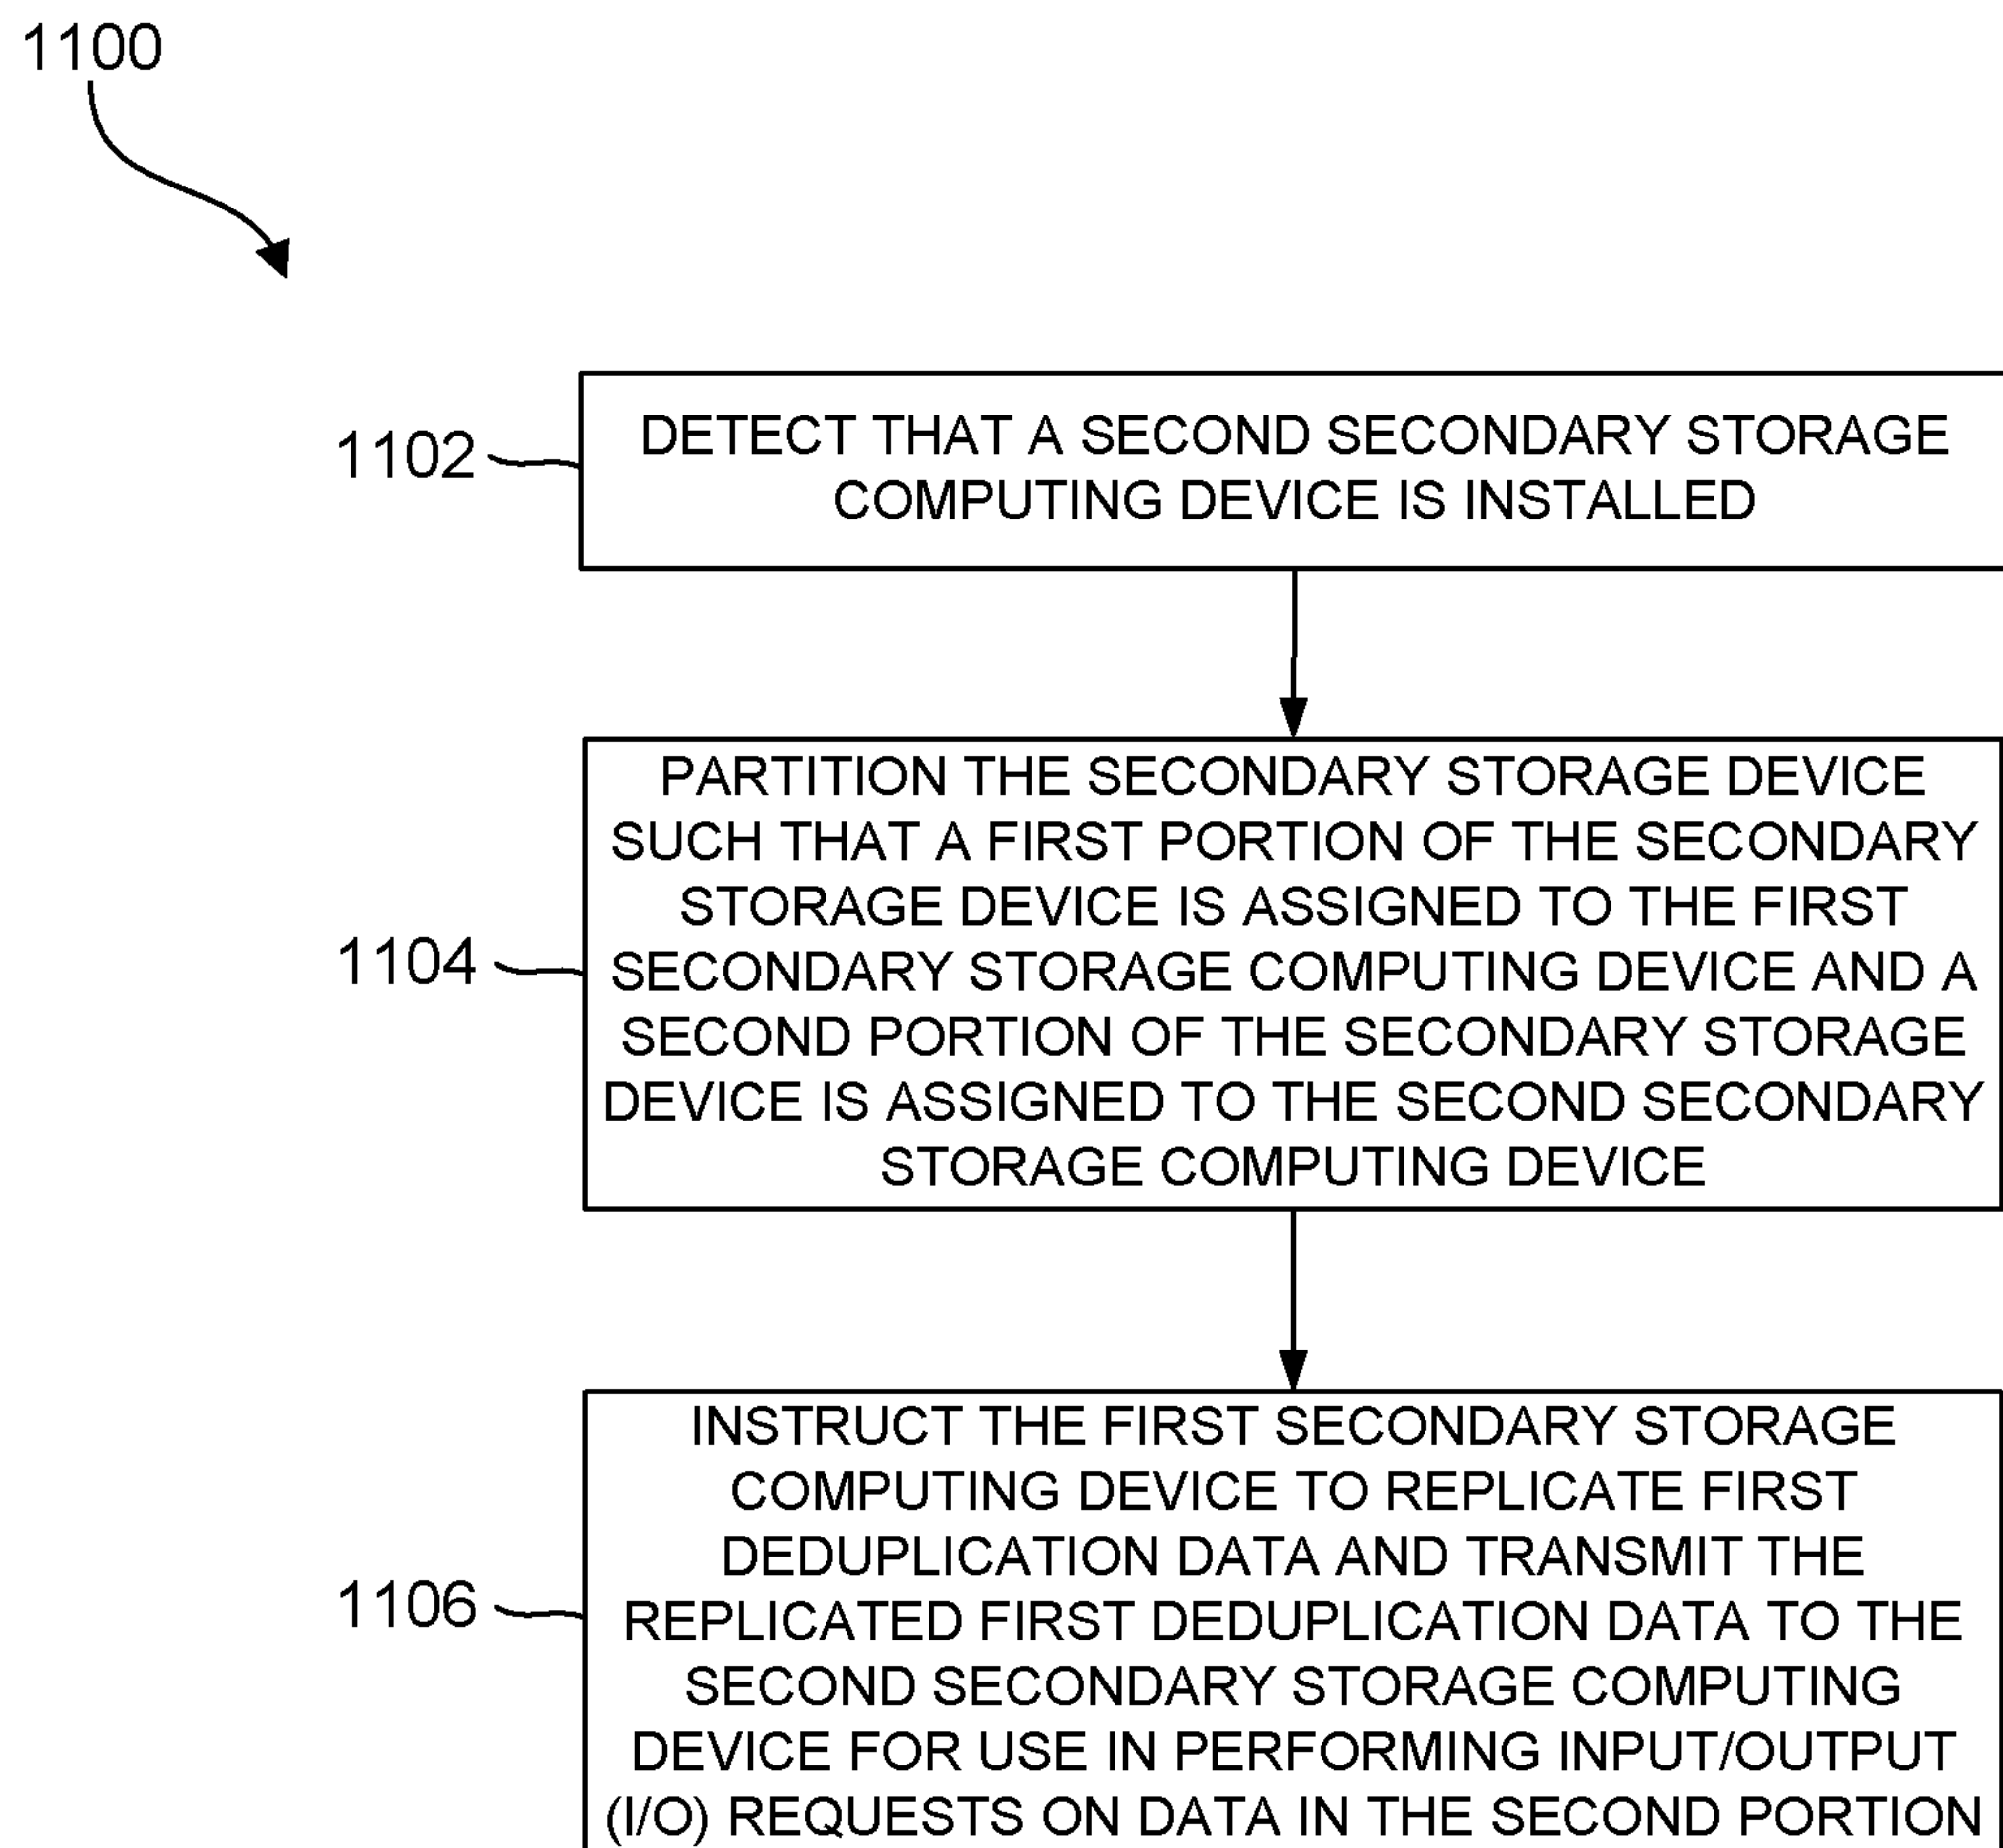 1100
1102
DETECT THAT A SECOND SECONDARY STORAGE
COMPUTING DEVICE IS INSTALLED
1104
PARTITION THE SECONDARY STORAGE DEVICE
SUCH THAT A FIRST PORTION OF THE SECONDARY
STORAGE DEVICE IS ASSIGNED TO THE FIRST
SECONDARY STORAGE COMPUTING DEVICE AND A
SECOND PORTION OF THE SECONDARY STORAGE
DEVICE IS ASSIGNED TO THE SECOND SECONDARY
STORAGE COMPUTING DEVICE
1106
INSTRUCT THE FIRST SECONDARY STORAGE
COMPUTING DEVICE TO REPLICATE FIRST
DEDUPLICATION DATA AND TRANSMIT THE
REPLICATED FIRST DEDUPLICATION DATA TO THE
SECOND SECONDARY STORAGE COMPUTING
DEVICE FOR USE IN PERFORMING INPUT/OUTPUT
(I/O) REQUESTS ON DATA IN THE SECOND PORTION